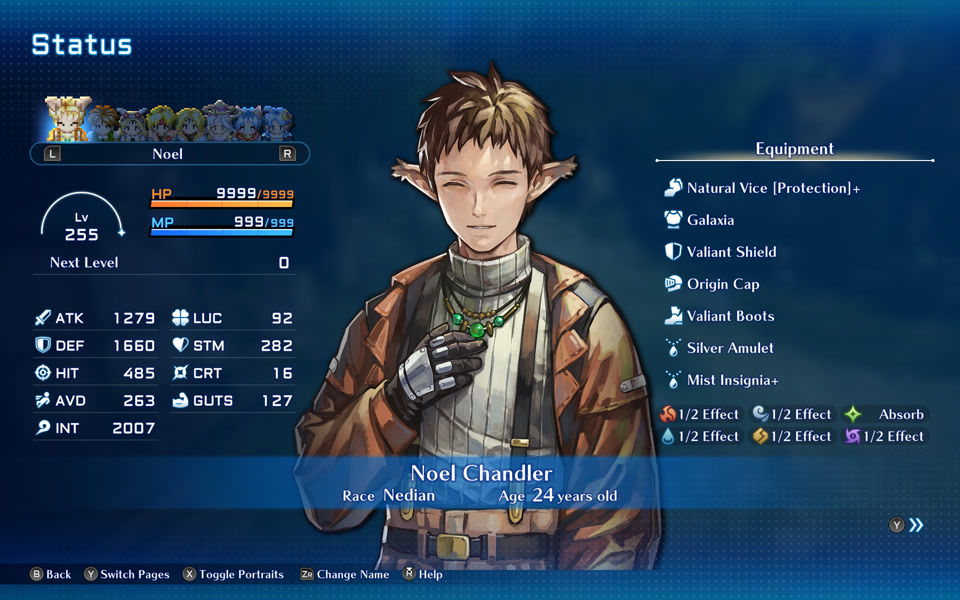 Status
L Noel R
Lv 255
HP 9999/9999
MP 999/999
Next Level 0
ATK 1279 LUC 92
DEF 1660 STM 282
HIT 485 CRT 16
AVD 263 GUTS 127
INT 2007
Equipment
Natural Vice [Protection]+
Galaxia
Valiant Shield
Origin Cap
Valiant Boots
Silver Amulet
Mist Insignia+
1/2 Effect 1/2 Effect Absorb
1/2 Effect 1/2 Effect 1/2 Effect
Noel Chandler
Race Nedian Age 24 years old
Y
B Back Y Switch Pages X Toggle Portraits ZR Change Name R Help